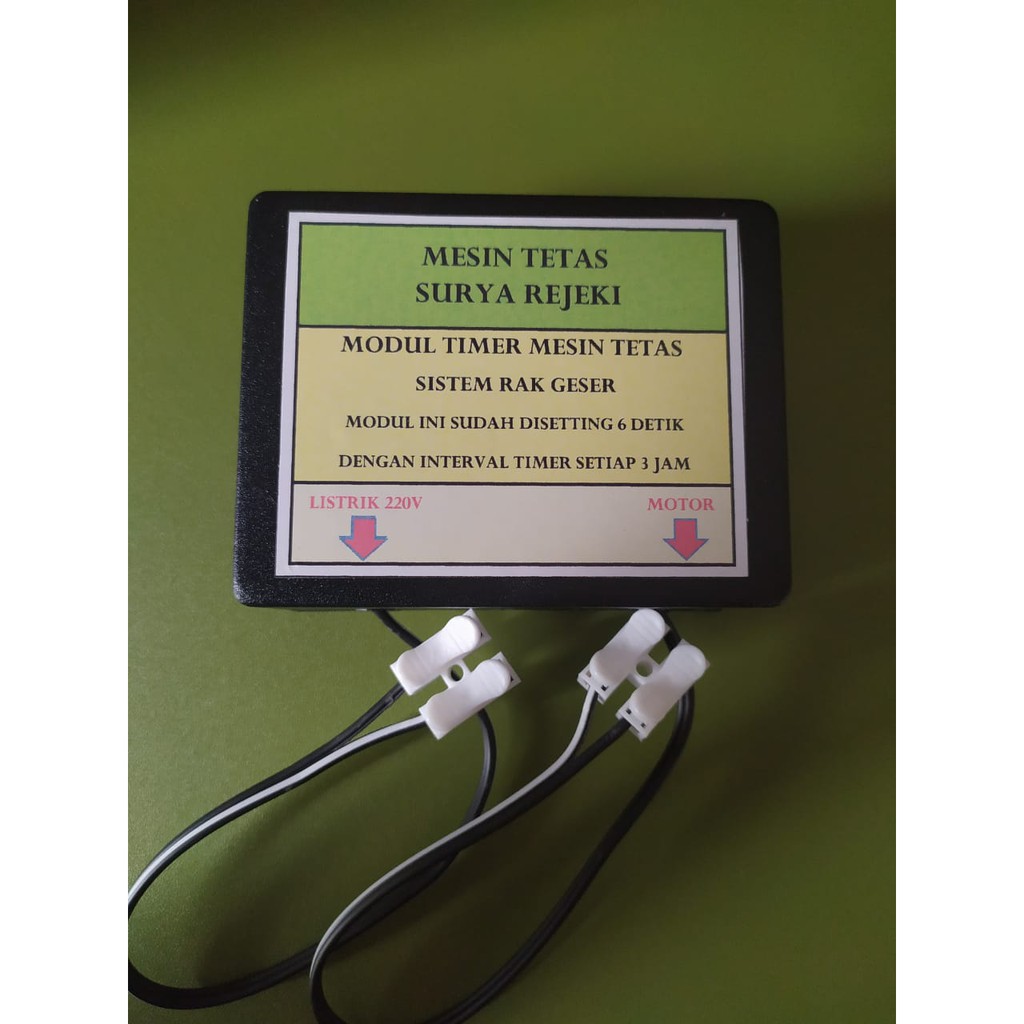 MESIN TETAS
SURYA REJEKI
MODUL TIMER MESIN TETAS
SISTEM RAK GESER
MODUL INI SUDAH DISETTING 6 DETIK
DENGAN INTERVAL TIMER SETIAP 3 JAM
LISTRIK 220V MOTOR